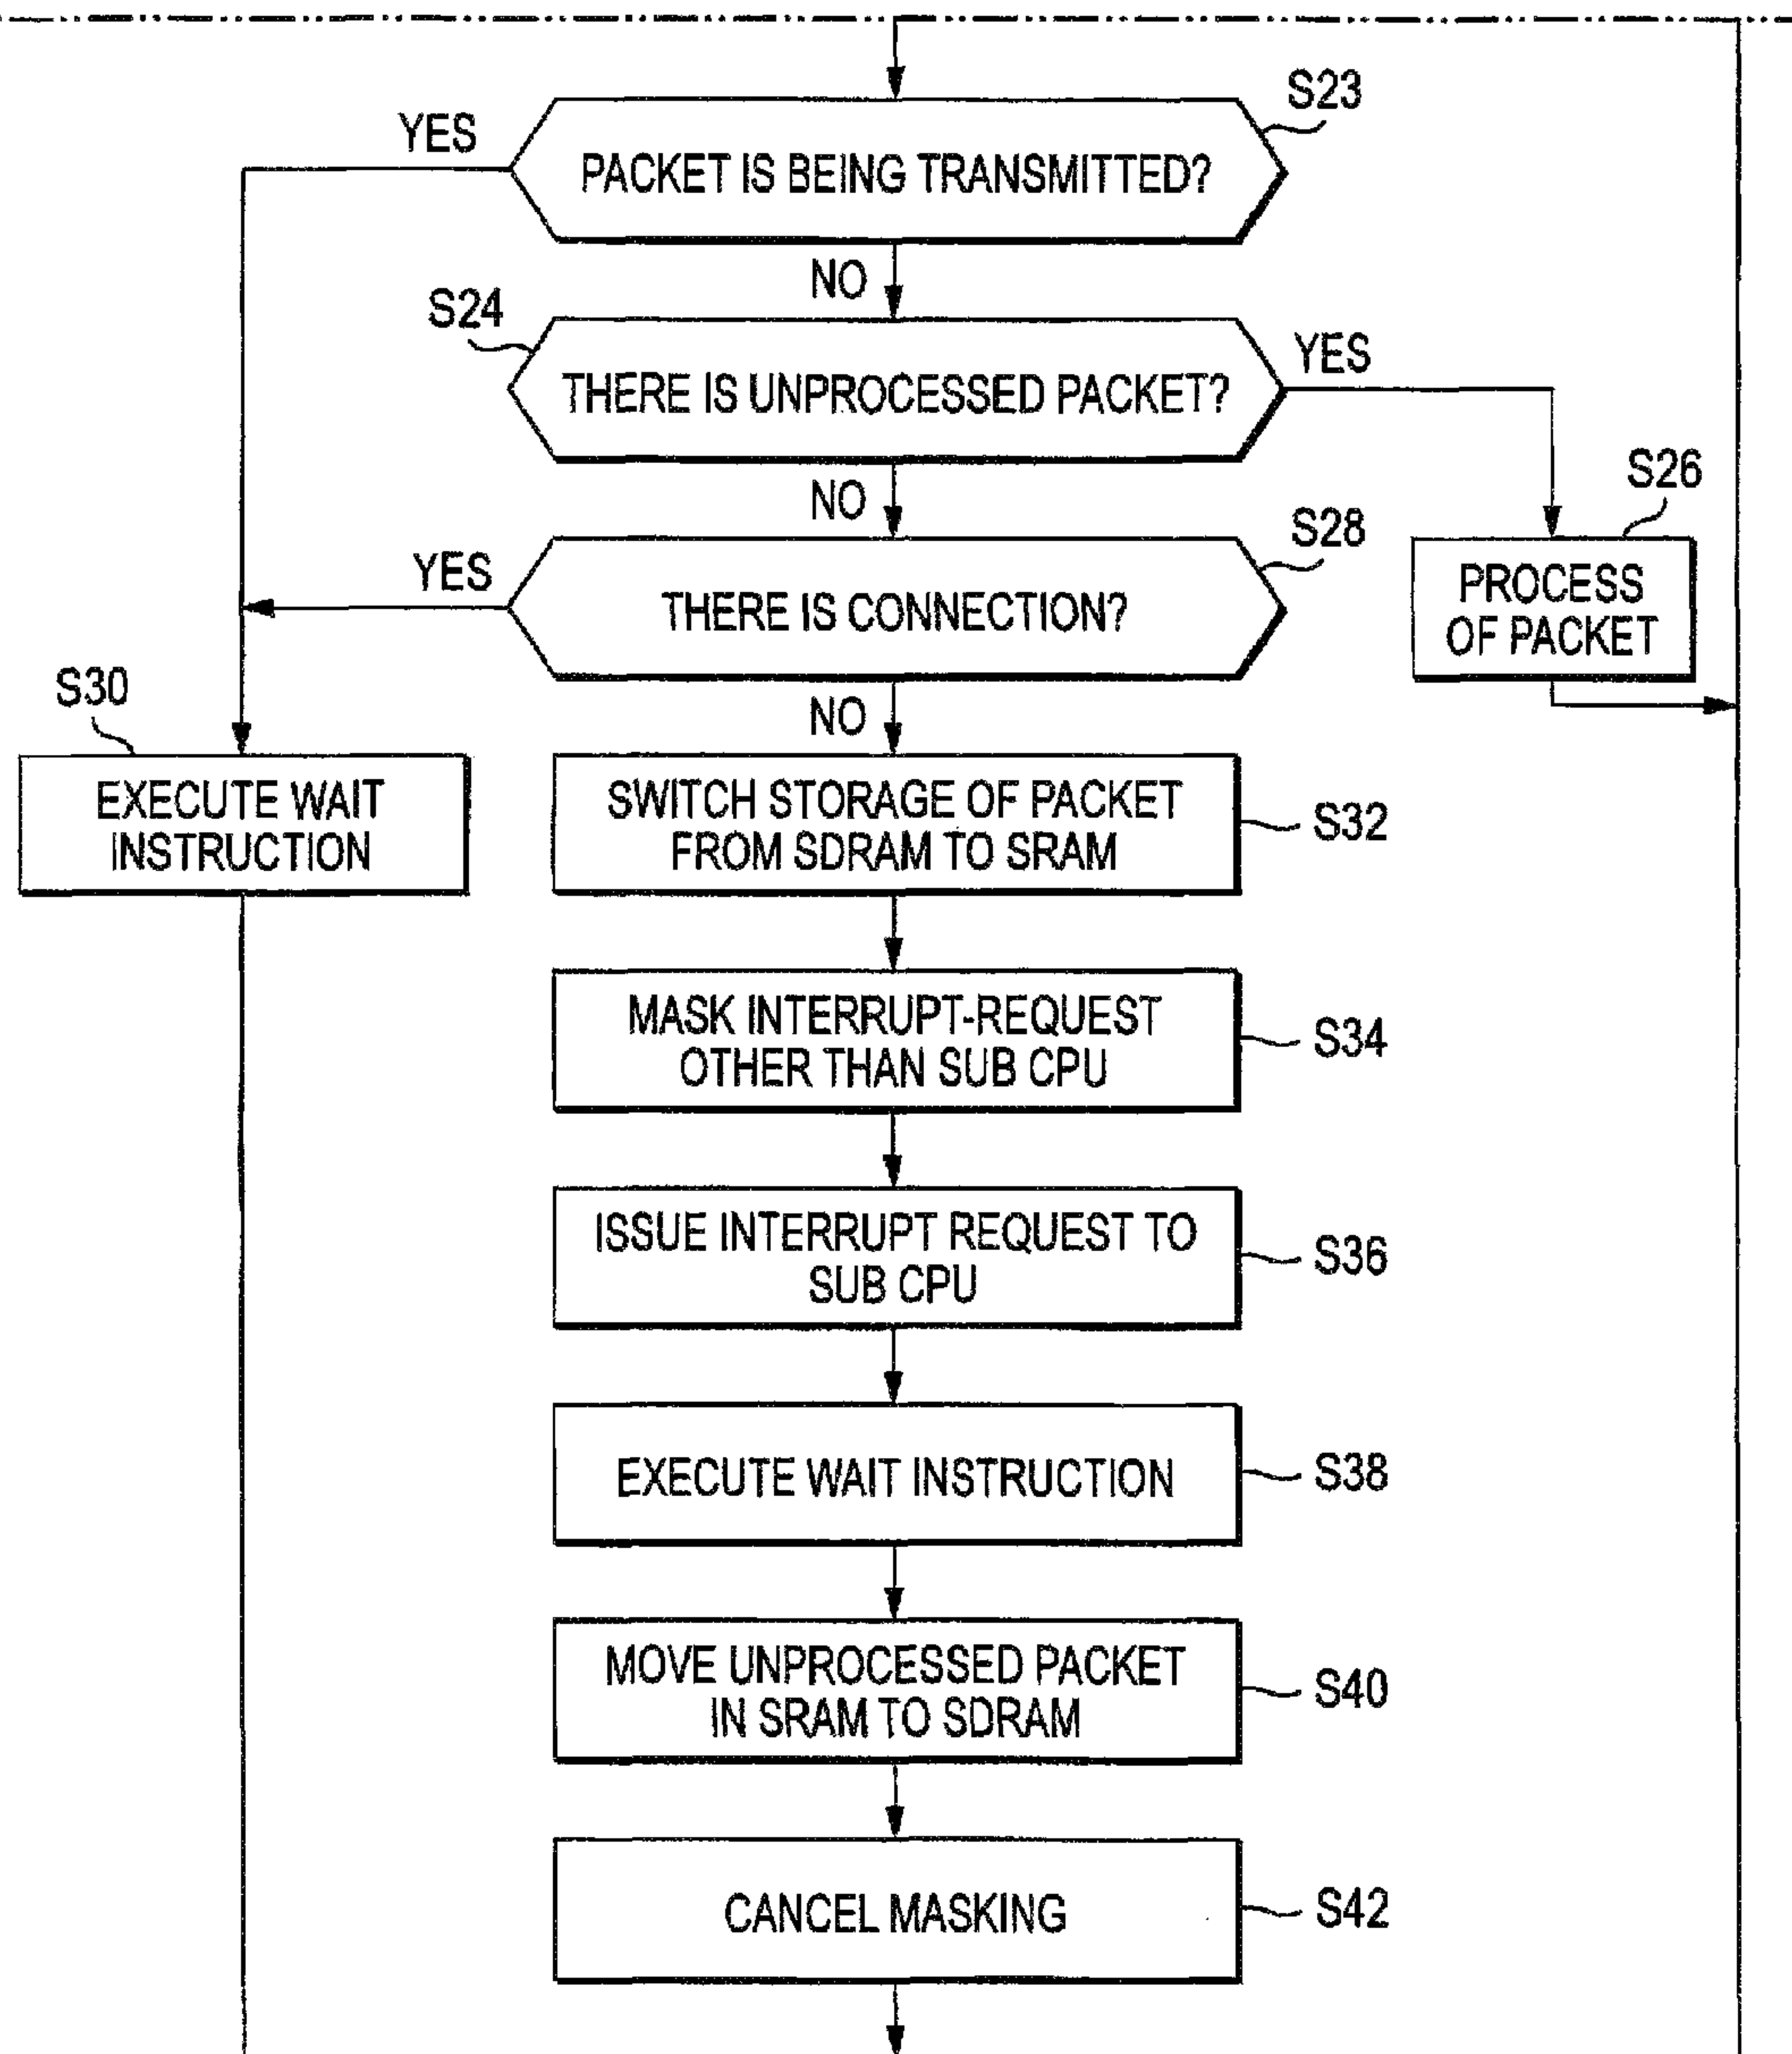 S23
YES
PACKET IS BEING TRANSMITTED?
NO
S24
YES
THERE IS UNPROCESSED PACKET?
NO
S26
S28
YES
PROCESS
OF PACKET
THERE IS CONNECTION?
S30
NO
EXECUTE WAIT
INSTRUCTION
SWITCH STORAGE OF PACKET
FROM SDRAM TO SRAM
S32
MASK INTERRUPT-REQUEST
OTHER THAN SUB CPU
S34
ISSUE INTERRUPT REQUEST TO
SUB CPU
S36
EXECUTE WAIT INSTRUCTION
S38
MOVE UNPROCESSED PACKET
IN SRAM TO SDRAM
S40
CANCEL MASKING
S42